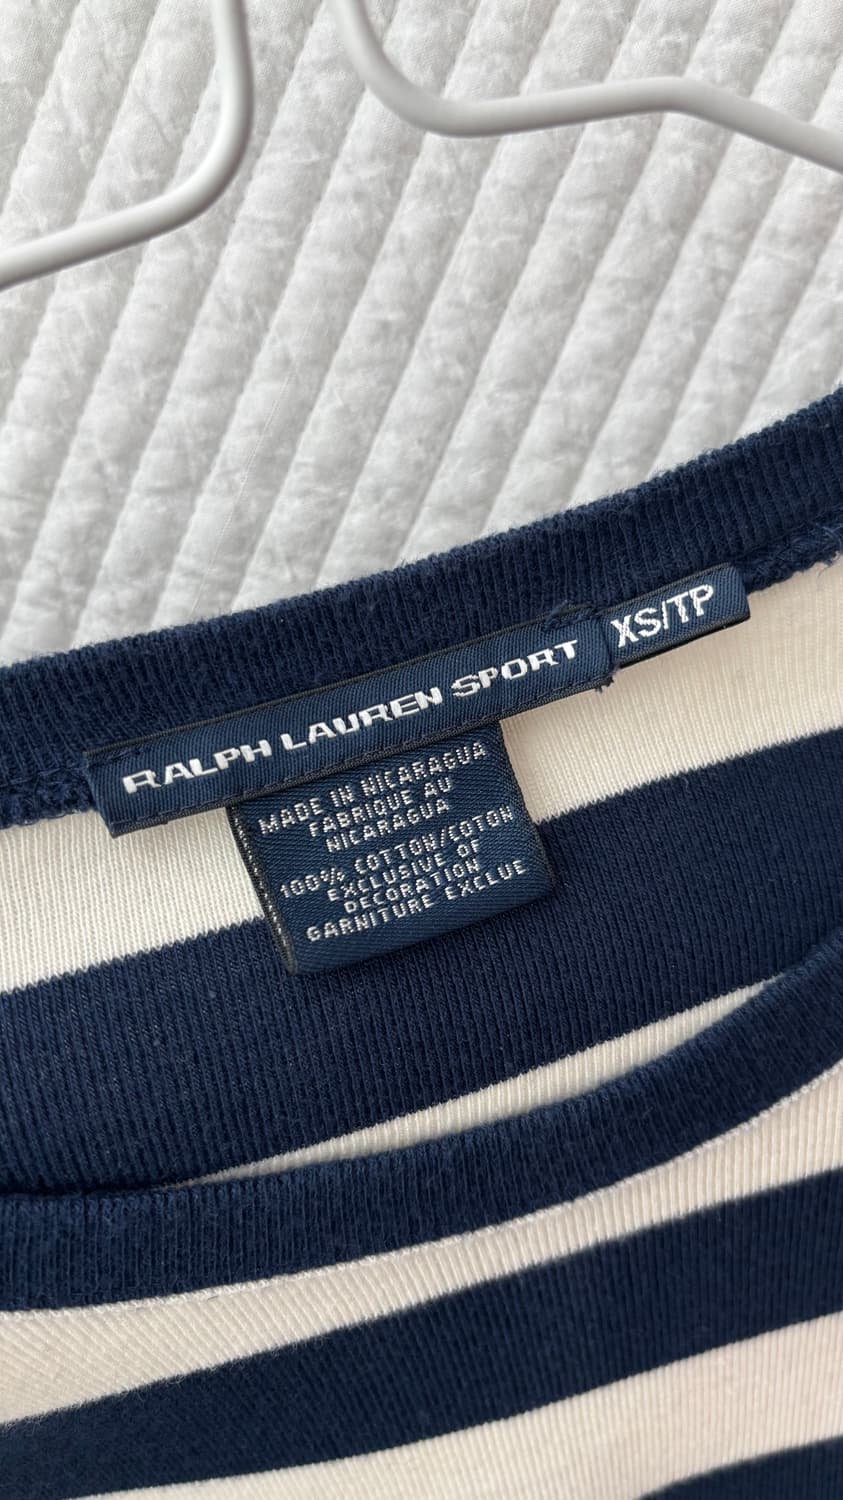 RALPH LAUREN SPORT XS/TP
MADE IN NICARAGUA
FABRIQUE AU
NICARAGUA
100% COTTON/COTON
EXCLUSIVE OF
DECORATION
GARNITURE EXCLUE